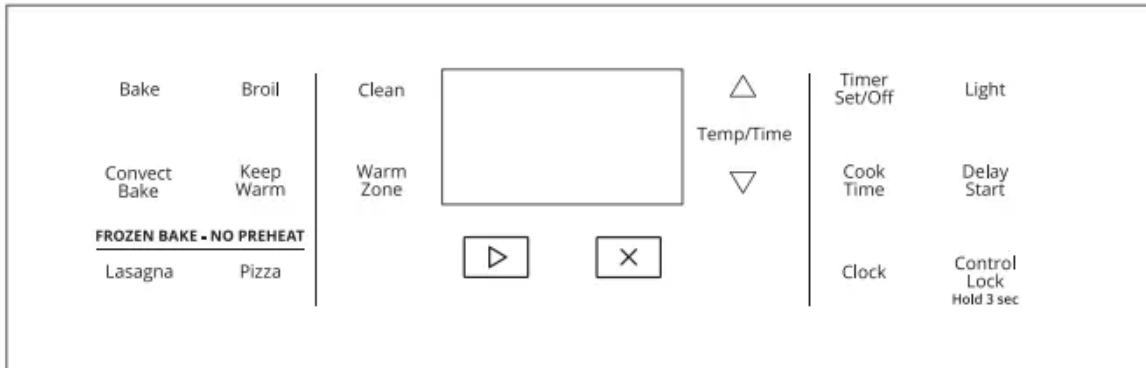 Bake
Broil
Convect
Bake
Keep
Warm
FROZEN BAKE - NO PREHEAT
Lasagna
Pizza
Clean
Warm
Zone
Temp/Time
Timer
Set/Off
Light
Cook
Time
Delay
Start
Clock
Control
Lock
Hold 3 sec